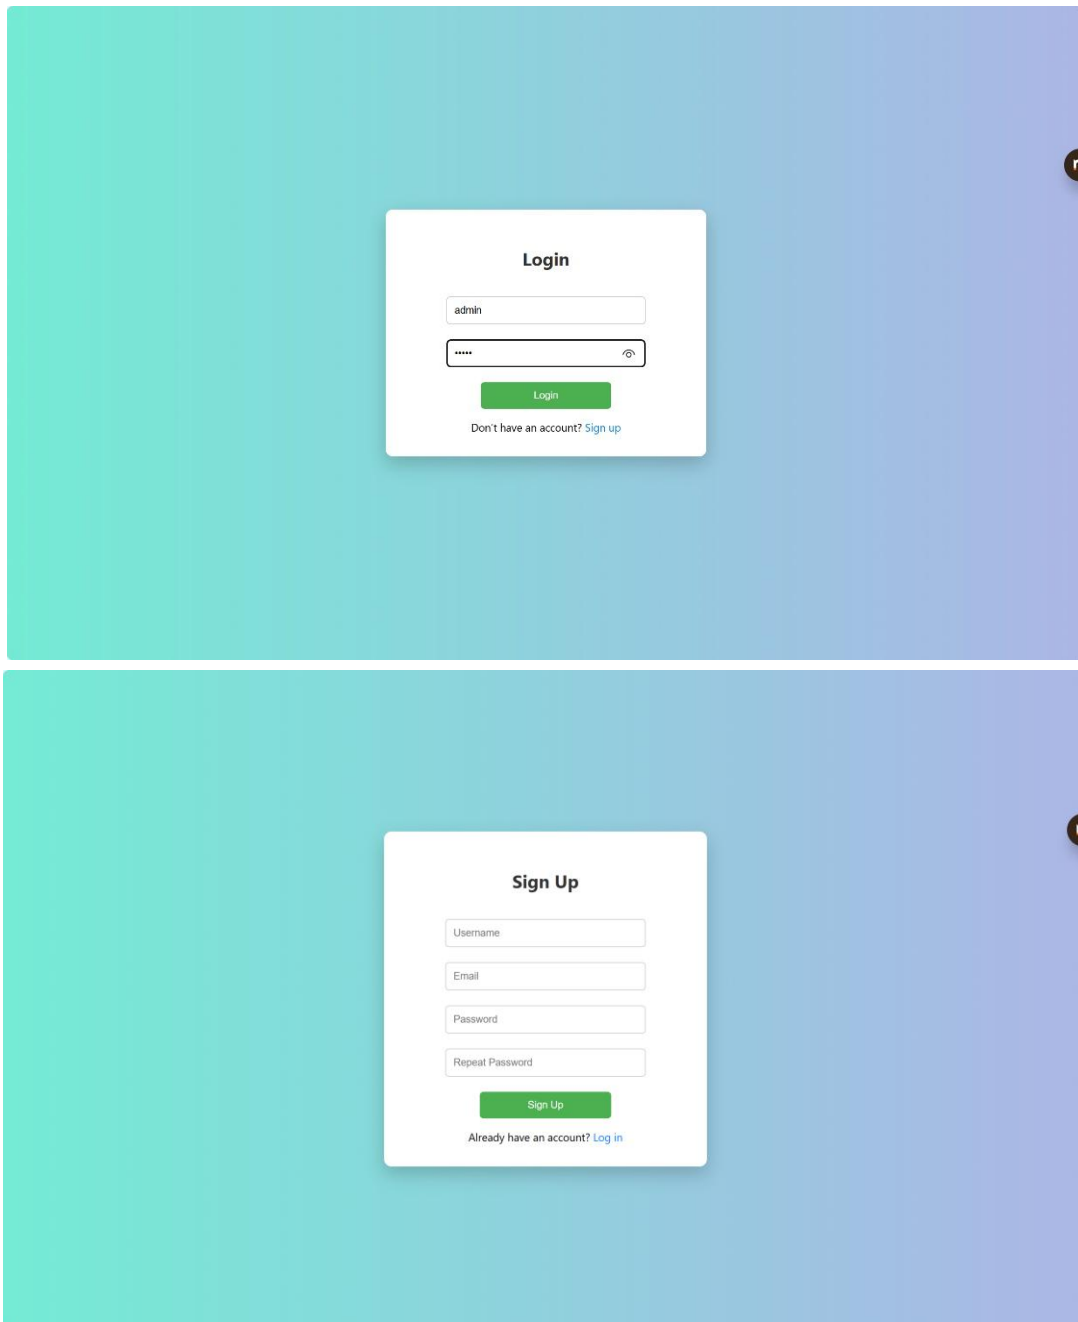 Login
admin
•••••
Login
Don't have an account? Sign up
Sign Up
Username
Email
Password
Repeat Password
Sign Up
Already have an account? Log in